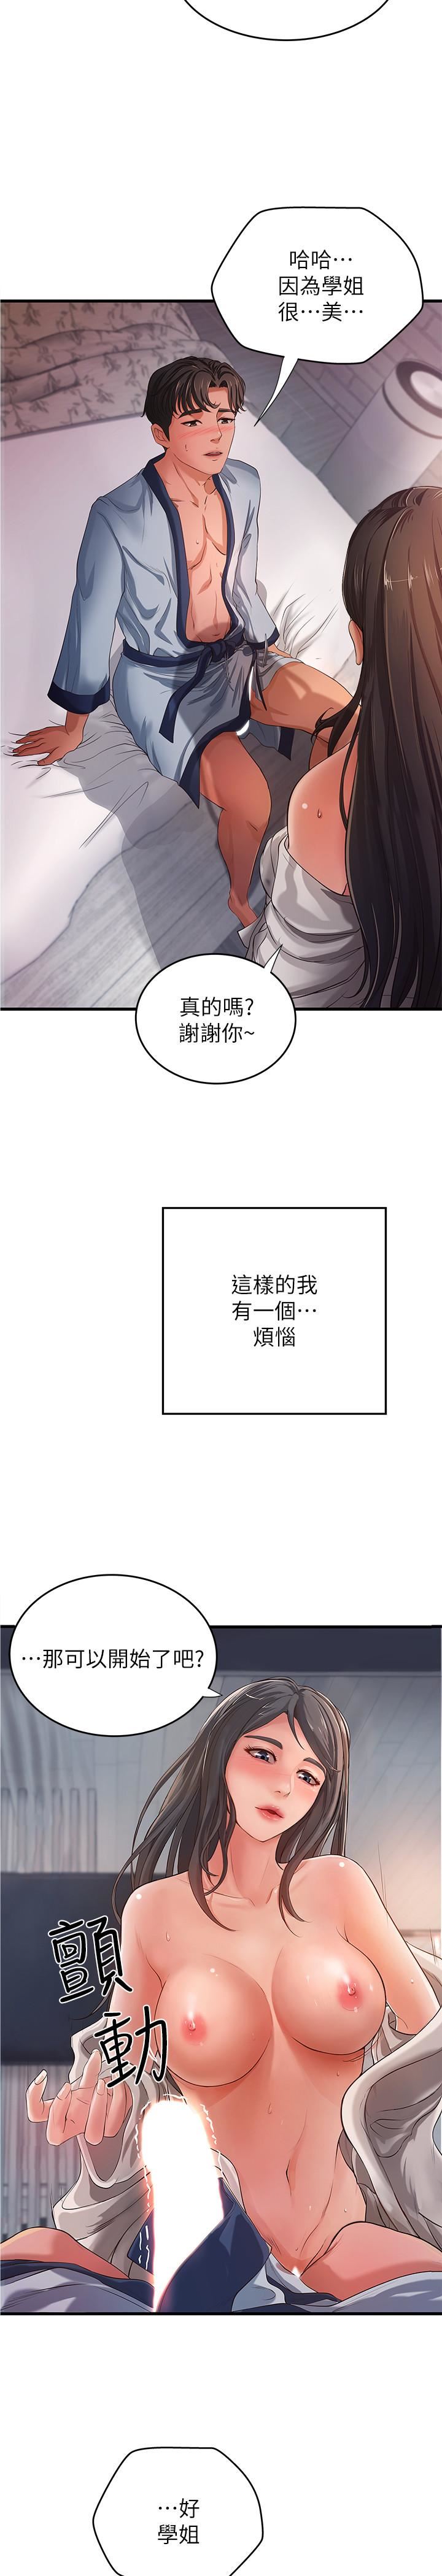 哈哈⋯
因為學姐
很⋯美⋯
真的嗎?
謝謝你~
這樣的我
有一個⋯
煩惱
⋯那可以開始了吧?
顫動
⋯好
學姐